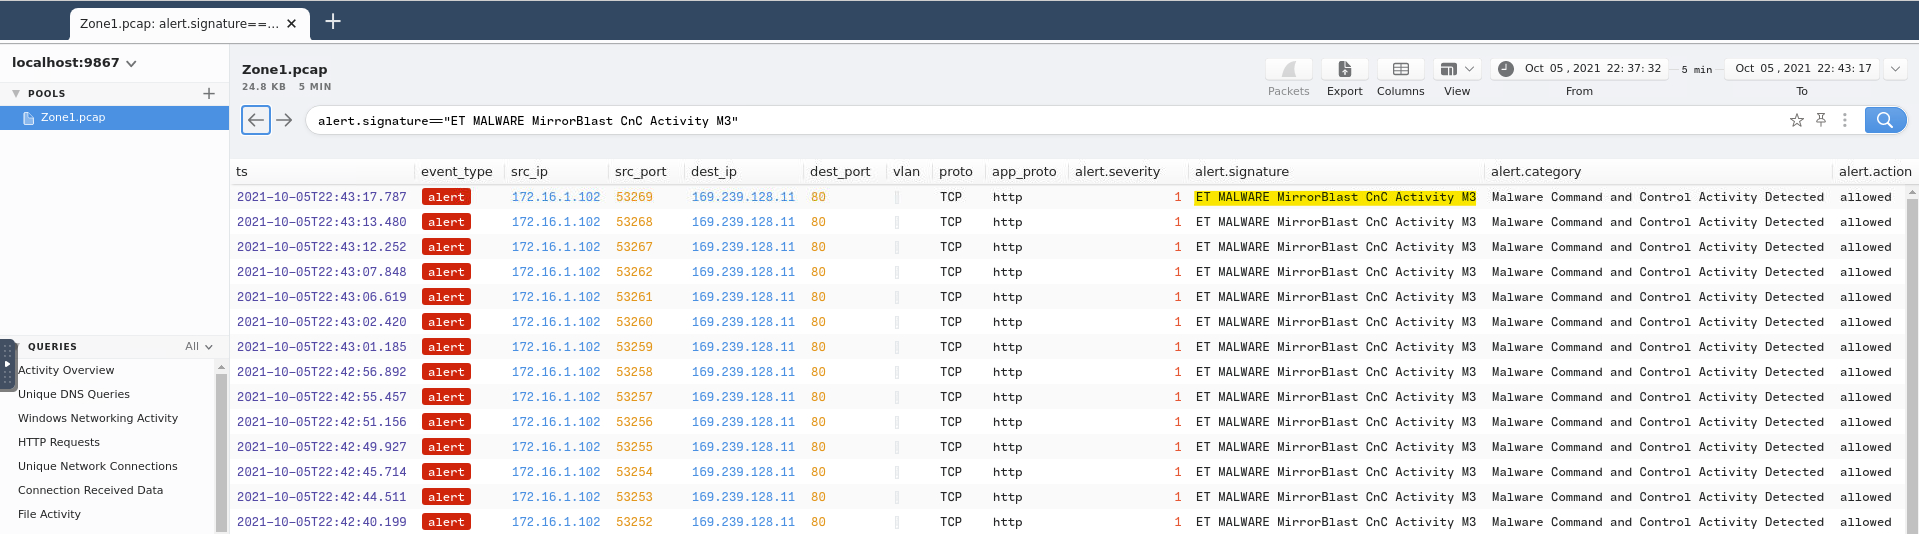 Zone1.pcap: alert.signature==...
localhost:9867
POOLS
Zone1.pcap
Zone1.pcap
24.8 KB 5 MIN
Packets Export Columns View
Oct 05 , 2021 22: 37: 32 5 min Oct 05 , 2021 22: 43: 17
From To
alert.signature=="ET MALWARE MirrorBlast CnC Activity M3"
ts event_type src_ip src_port dest_ip dest_port vlan proto app_proto alert.severity alert.signature alert.category alert.action
2021-10-05T22:43:17.787 alert 172.16.1.102 53269 169.239.128.11 80 TCP http 1 ET MALWARE MirrorBlast CnC Activity M3 Malware Command and Control Activity Detected allowed
2021-10-05T22:43:13.480 alert 172.16.1.102 53268 169.239.128.11 80 TCP http 1 ET MALWARE MirrorBlast CnC Activity M3 Malware Command and Control Activity Detected allowed
2021-10-05T22:43:12.252 alert 172.16.1.102 53267 169.239.128.11 80 TCP http 1 ET MALWARE MirrorBlast CnC Activity M3 Malware Command and Control Activity Detected allowed
2021-10-05T22:43:07.848 alert 172.16.1.102 53262 169.239.128.11 80 TCP http 1 ET MALWARE MirrorBlast CnC Activity M3 Malware Command and Control Activity Detected allowed
2021-10-05T22:43:06.619 alert 172.16.1.102 53261 169.239.128.11 80 TCP http 1 ET MALWARE MirrorBlast CnC Activity M3 Malware Command and Control Activity Detected allowed
2021-10-05T22:43:02.420 alert 172.16.1.102 53260 169.239.128.11 80 TCP http 1 ET MALWARE MirrorBlast CnC Activity M3 Malware Command and Control Activity Detected allowed
2021-10-05T22:43:01.185 alert 172.16.1.102 53259 169.239.128.11 80 TCP http 1 ET MALWARE MirrorBlast CnC Activity M3 Malware Command and Control Activity Detected allowed
2021-10-05T22:42:56.892 alert 172.16.1.102 53258 169.239.128.11 80 TCP http 1 ET MALWARE MirrorBlast CnC Activity M3 Malware Command and Control Activity Detected allowed
2021-10-05T22:42:55.457 alert 172.16.1.102 53257 169.239.128.11 80 TCP http 1 ET MALWARE MirrorBlast CnC Activity M3 Malware Command and Control Activity Detected allowed
2021-10-05T22:42:51.156 alert 172.16.1.102 53256 169.239.128.11 80 TCP http 1 ET MALWARE MirrorBlast CnC Activity M3 Malware Command and Control Activity Detected allowed
2021-10-05T22:42:49.927 alert 172.16.1.102 53255 169.239.128.11 80 TCP http 1 ET MALWARE MirrorBlast CnC Activity M3 Malware Command and Control Activity Detected allowed
2021-10-05T22:42:45.714 alert 172.16.1.102 53254 169.239.128.11 80 TCP http 1 ET MALWARE MirrorBlast CnC Activity M3 Malware Command and Control Activity Detected allowed
2021-10-05T22:42:44.511 alert 172.16.1.102 53253 169.239.128.11 80 TCP http 1 ET MALWARE MirrorBlast CnC Activity M3 Malware Command and Control Activity Detected allowed
2021-10-05T22:42:40.199 alert 172.16.1.102 53252 169.239.128.11 80 TCP http 1 ET MALWARE MirrorBlast CnC Activity M3 Malware Command and Control Activity Detected allowed
QUERIES All
Activity Overview
Unique DNS Queries
Windows Networking Activity
HTTP Requests
Unique Network Connections
Connection Received Data
File Activity